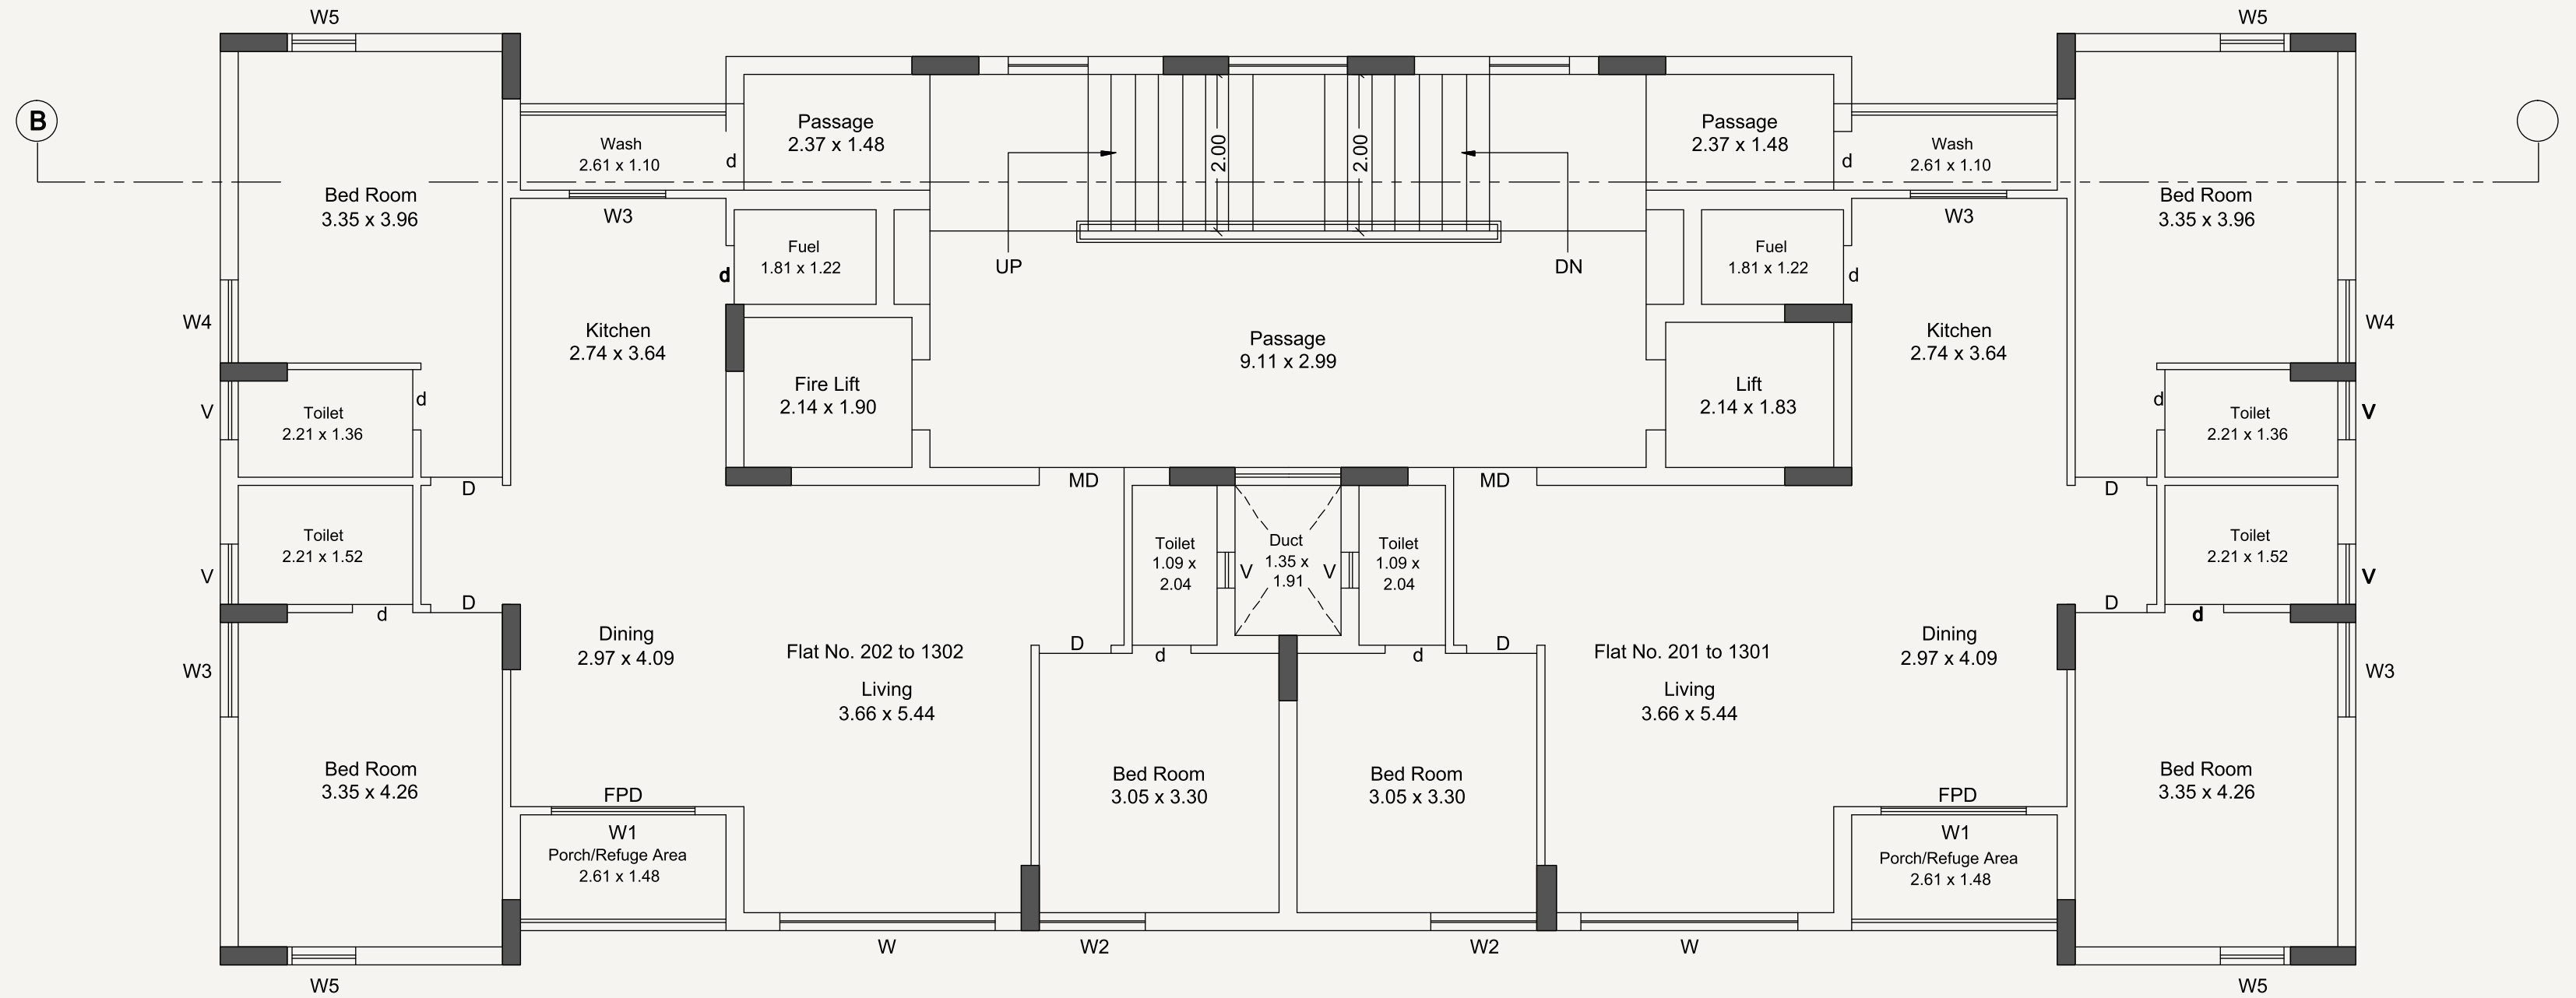 W5
W5
B
Wash
2.61 x 1.10
d
Passage
2.37 x 1.48
2.00
2.00
Passage
2.37 x 1.48
d
Wash
2.61 x 1.10
Bed Room
3.35 x 3.96
Bed Room
3.35 x 3.96
W3
W3
Fuel
1.81 x 1.22
d
UP
DN
Fuel
1.81 x 1.22
d
W4
Kitchen
2.74 x 3.64
Passage
9.11 x 2.99
Kitchen
2.74 x 3.64
W4
V
Toilet
2.21 x 1.36
d
Fire Lift
2.14 x 1.90
Lift
2.14 x 1.83
d
Toilet
2.21 x 1.36
V
D
MD
MD
D
V
Toilet
2.21 x 1.52
Toilet
1.09 x
2.04
V
Duct
1.35 x
1.91
V
Toilet
1.09 x
2.04
Toilet
2.21 x 1.52
V
d
D
D
d
W3
Dining
2.97 x 4.09
Flat No. 202 to 1302
Living
3.66 x 5.44
D
d
d
D
Flat No. 201 to 1301
Living
3.66 x 5.44
Dining
2.97 x 4.09
W3
Bed Room
3.35 x 4.26
FPD
W1
Porch/Refuge Area
2.61 x 1.48
Bed Room
3.05 x 3.30
Bed Room
3.05 x 3.30
FPD
W1
Porch/Refuge Area
2.61 x 1.48
Bed Room
3.35 x 4.26
W
W2
W2
W
W5
W5